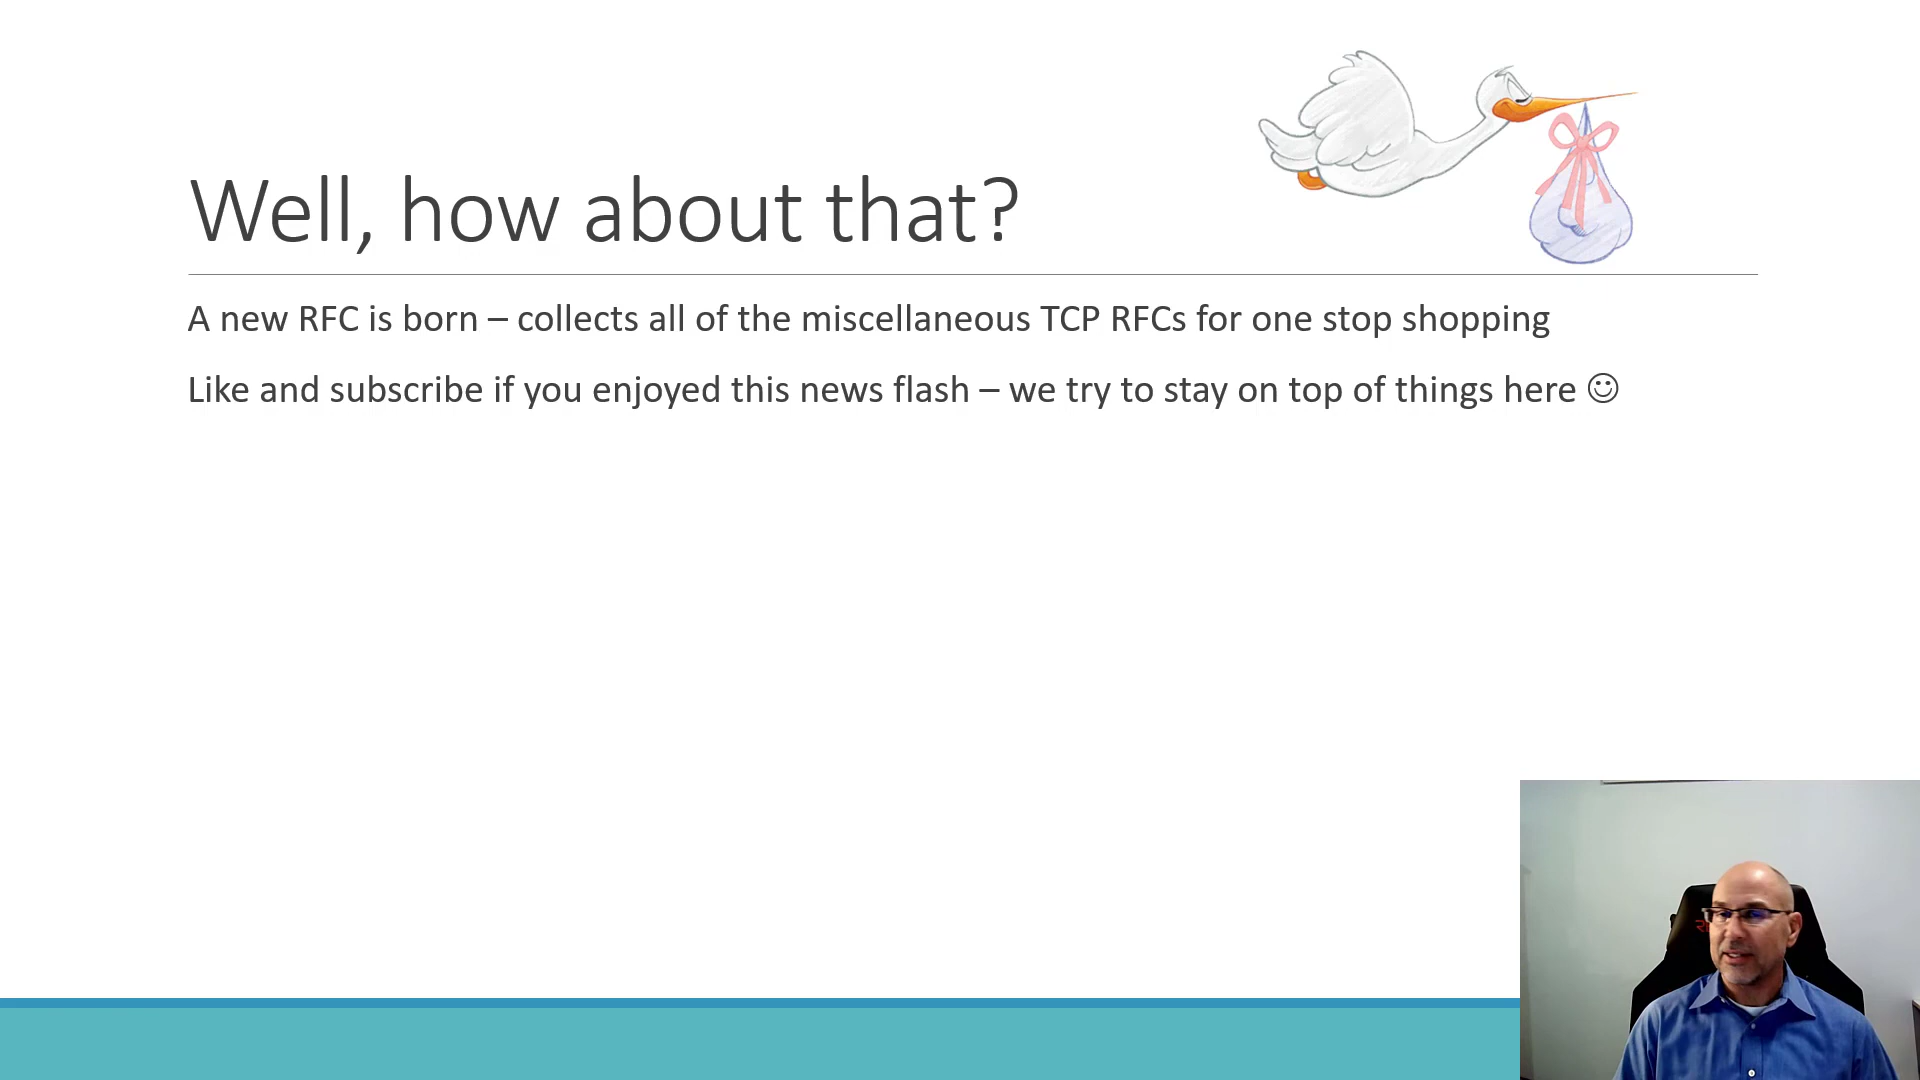 Well, how about that?
A new RFC is born – collects all of the miscellaneous TCP RFCs for one stop shopping
Like and subscribe if you enjoyed this news flash – we try to stay on top of things here ☺